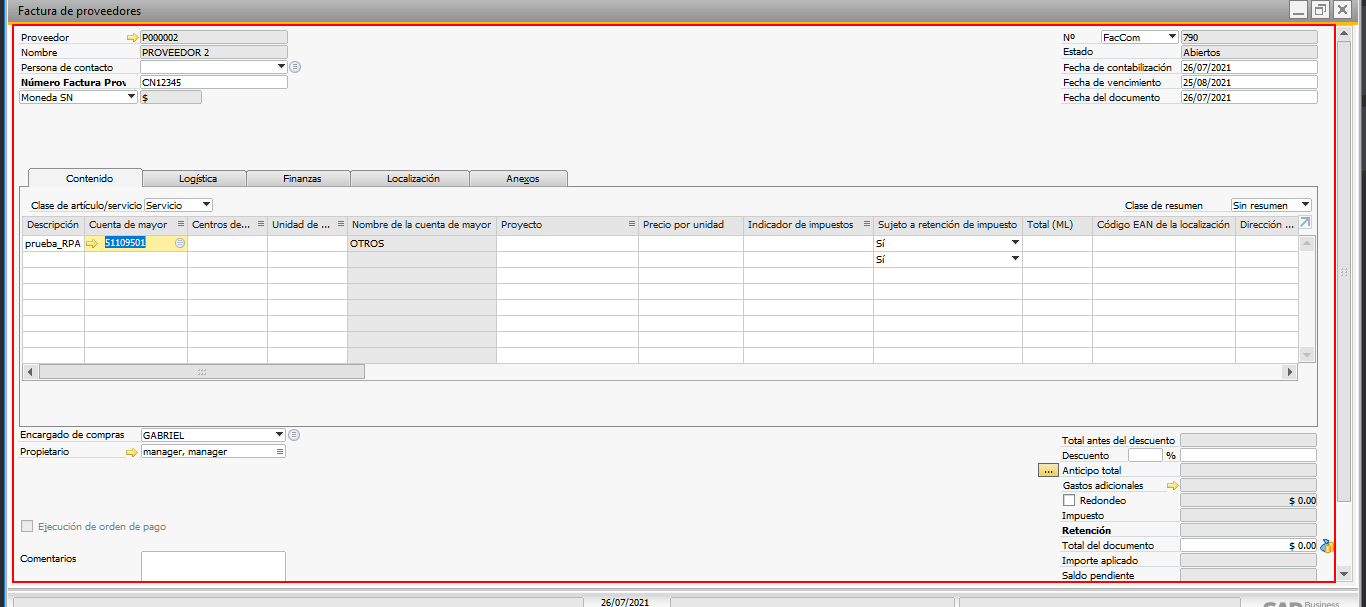 Factura de proveedores
Proveedor P000002
Nombre PROVEEDOR 2
Persona de contacto
Número Factura Prov CN12345
Moneda SN $
Nº FacCom 790
Estado Abiertos
Fecha de contabilización 26/07/2021
Fecha de vencimiento 25/08/2021
Fecha del documento 26/07/2021
Contenido Logística Finanzas Localización Anexos
Clase de artículo/servicio Servicio Clase de resumen Sin resumen
Descripción Cuenta de mayor Centros de... Unidad de ... Nombre de la cuenta de mayor Proyecto Precio por unidad Indicador de impuestos Sujeto a retención de impuesto Total (ML) Código EAN de la localización Dirección ...
prueba_RPA 51109501 OTROS Sí
Sí
Encargado de compras GABRIEL
Propietario manager, manager
Ejecución de orden de pago
Comentarios
Total antes del descuento
Descuento %
... Anticipo total
Gastos adicionales
Redondeo $ 0.00
Impuesto
Retención
Total del documento $ 0.00
Importe aplicado
Saldo pendiente
26/07/2021
Business